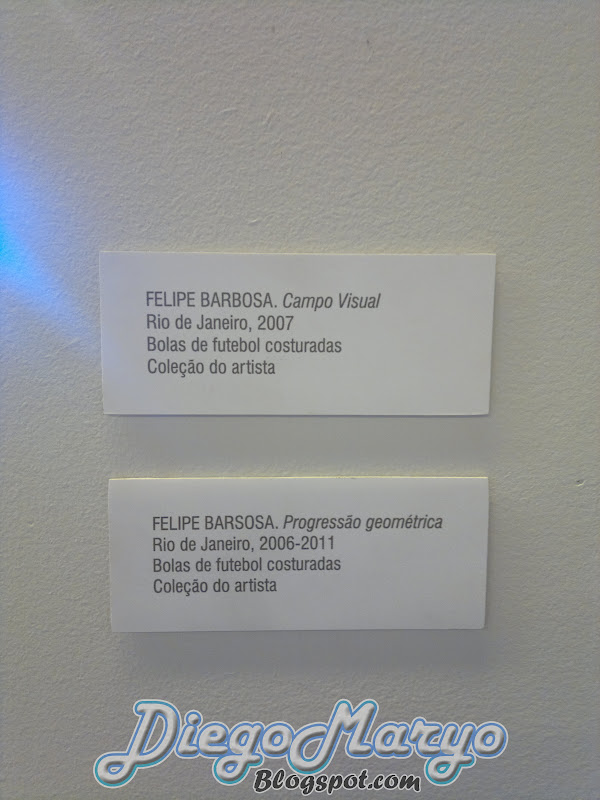 FELIPE BARBOSA. Campo Visual
Rio de Janeiro, 2007
Bolas de futebol costuradas
Coleção do artista
FELIPE BARSOSA. Progressão geométrica
Rio de Janeiro, 2006-2011
Bolas de futebol costuradas
Coleção do artista
DiegoMaryo
Blogspot.com